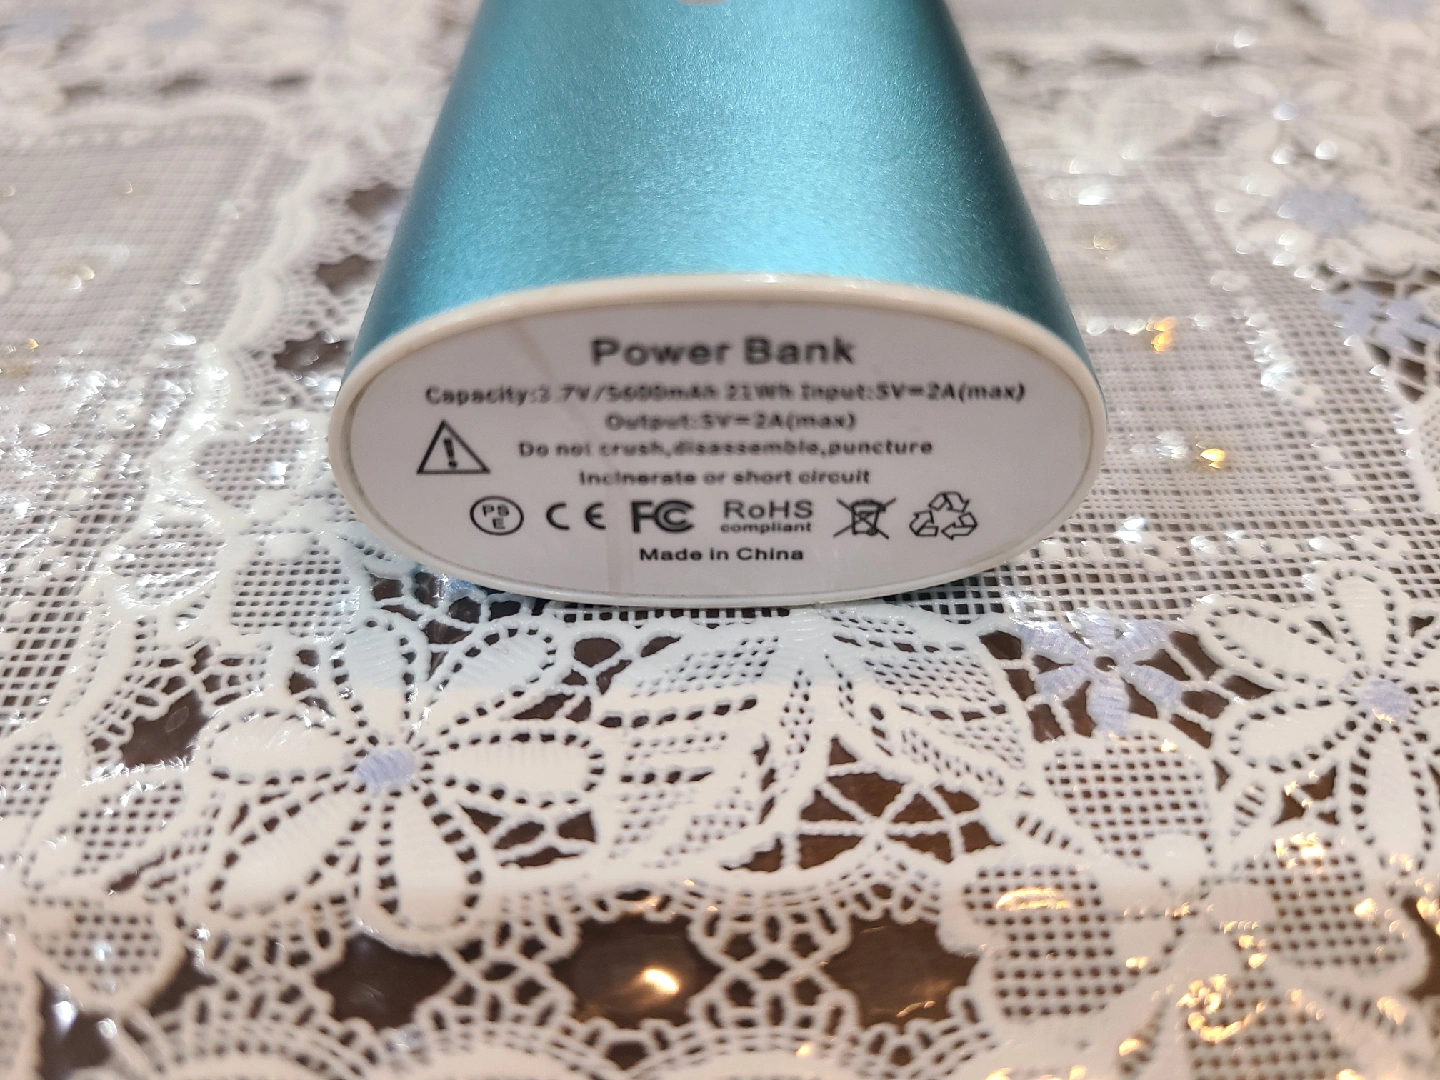 Power Bank
Capacity:3.7V/5600mAh 21Wh Input:5V=2A(max)
Output:5V=2A(max)
Do not crush,disassemble,puncture
Incinerate or short circuit
PS E CE FC RoHS compliant
Made in China